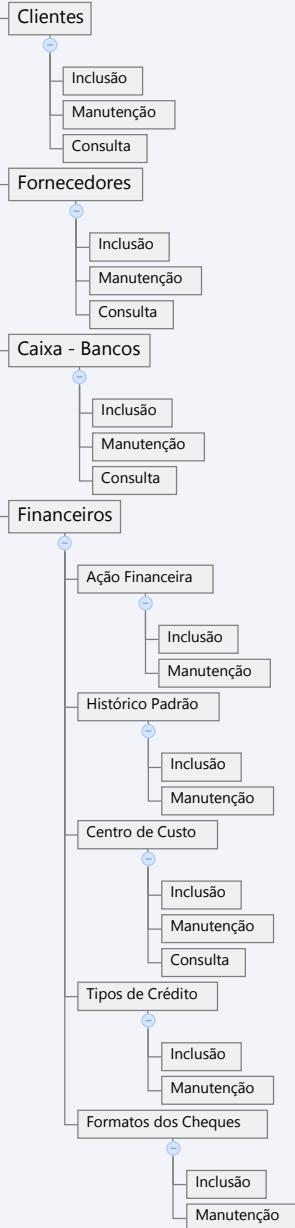 Clientes
Inclusão
Manutenção
Consulta
Fornecedores
Inclusão
Manutenção
Consulta
Caixa - Bancos
Inclusão
Manutenção
Consulta
Financeiros
Ação Financeira
Inclusão
Manutenção
Histórico Padrão
Inclusão
Manutenção
Centro de Custo
Inclusão
Manutenção
Consulta
Tipos de Crédito
Inclusão
Manutenção
Formatos dos Cheques
Inclusão
Manutenção